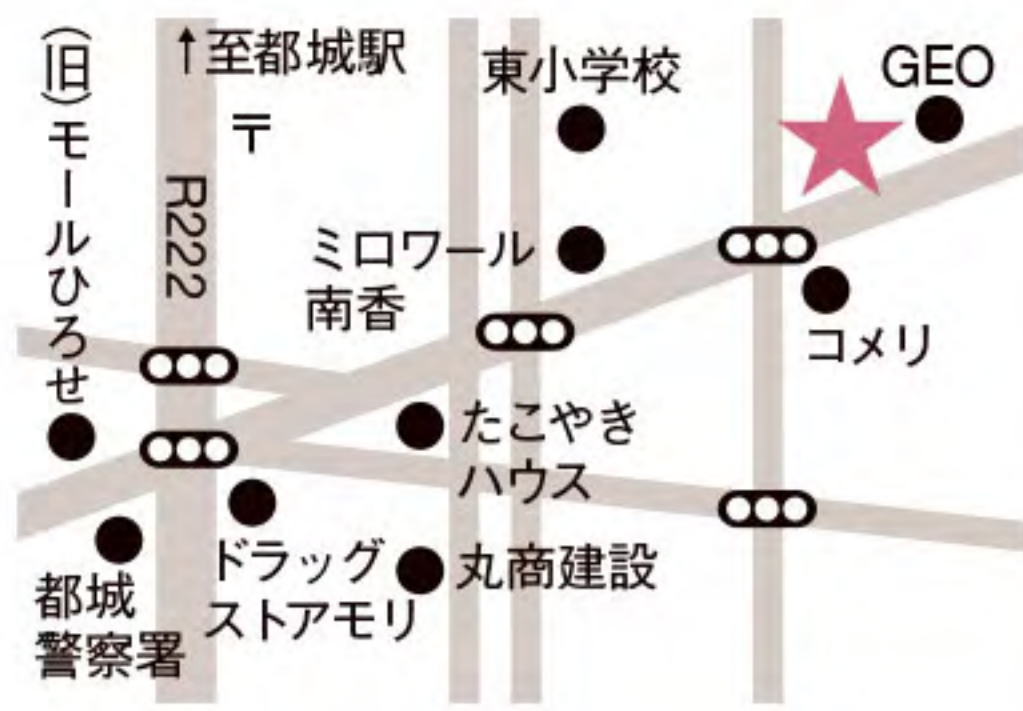 (旧)モールひろせ
↑至都城駅
〒
R222
東小学校
GEO
ミロワール
南香
コメリ
たこやき
ハウス
ドラッグ
ストアモリ
丸商建設
都城
警察署